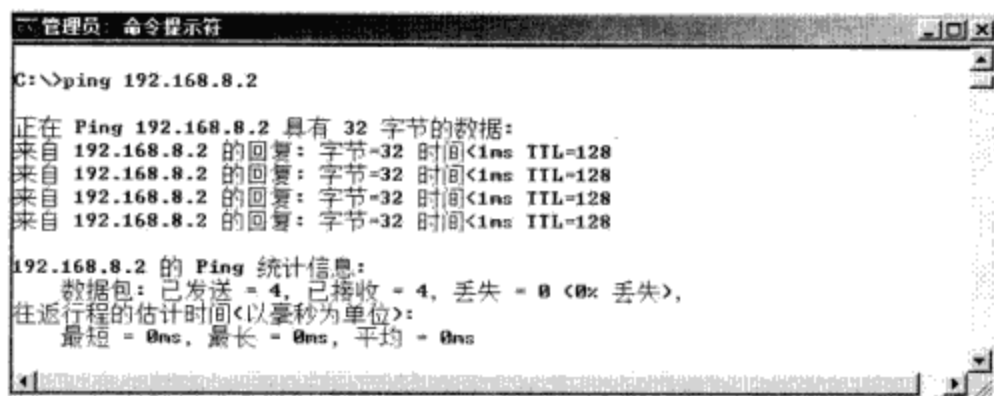 管理员: 命令提示符
C:\>ping 192.168.8.2
正在 Ping 192.168.8.2 具有 32 字节的数据:
来自 192.168.8.2 的回复: 字节=32 时间<1ms TTL=128
来自 192.168.8.2 的回复: 字节=32 时间<1ms TTL=128
来自 192.168.8.2 的回复: 字节=32 时间<1ms TTL=128
来自 192.168.8.2 的回复: 字节=32 时间<1ms TTL=128
192.168.8.2 的 Ping 统计信息:
数据包: 已发送 = 4, 已接收 = 4, 丢失 = 0 (0% 丢失),
往返行程的估计时间(以毫秒为单位):
最短 = 0ms, 最长 = 0ms, 平均 = 0ms